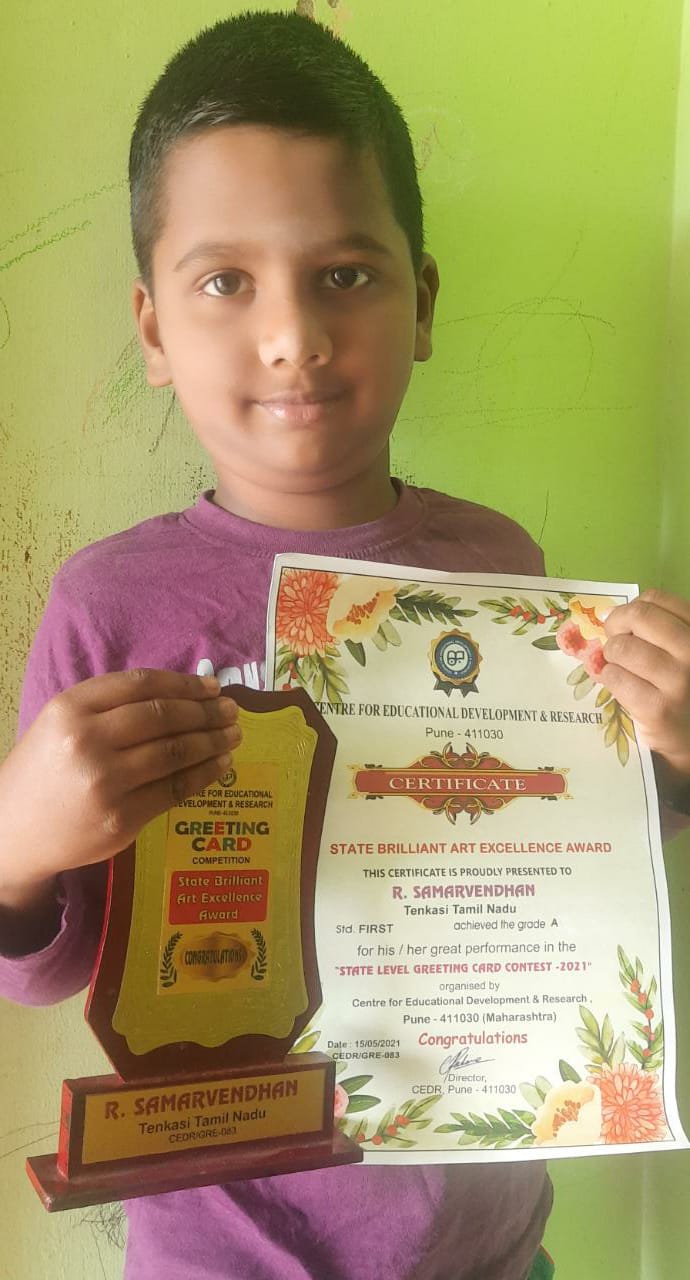 CENTRE FOR EDUCATIONAL
DEVELOPMENT & RESEARCH
PUNE-411030
GREETING
CARD
COMPETITION
State Brilliant
Art Excellence
Award
CONGRATULATIONS
R. SAMARVENDHAN
Tenkasi Tamil Nadu
CEDR/GRE-083
CENTRE FOR EDUCATIONAL DEVELOPMENT & RESEARCH
Pune - 411030
CERTIFICATE
STATE BRILLIANT ART EXCELLENCE AWARD
THIS CERTIFICATE IS PROUDLY PRESENTED TO
R. SAMARVENDHAN
Tenkasi Tamil Nadu
Std. FIRST achieved the grade A
for his / her great performance in the
"STATE LEVEL GREETING CARD CONTEST -2021"
organised by
Centre for Educational Development & Research ,
Pune - 411030 (Maharashtra)
Congratulations
Date : 15/05/2021
CEDR/GRE-083
Director,
CEDR, Pune - 411030